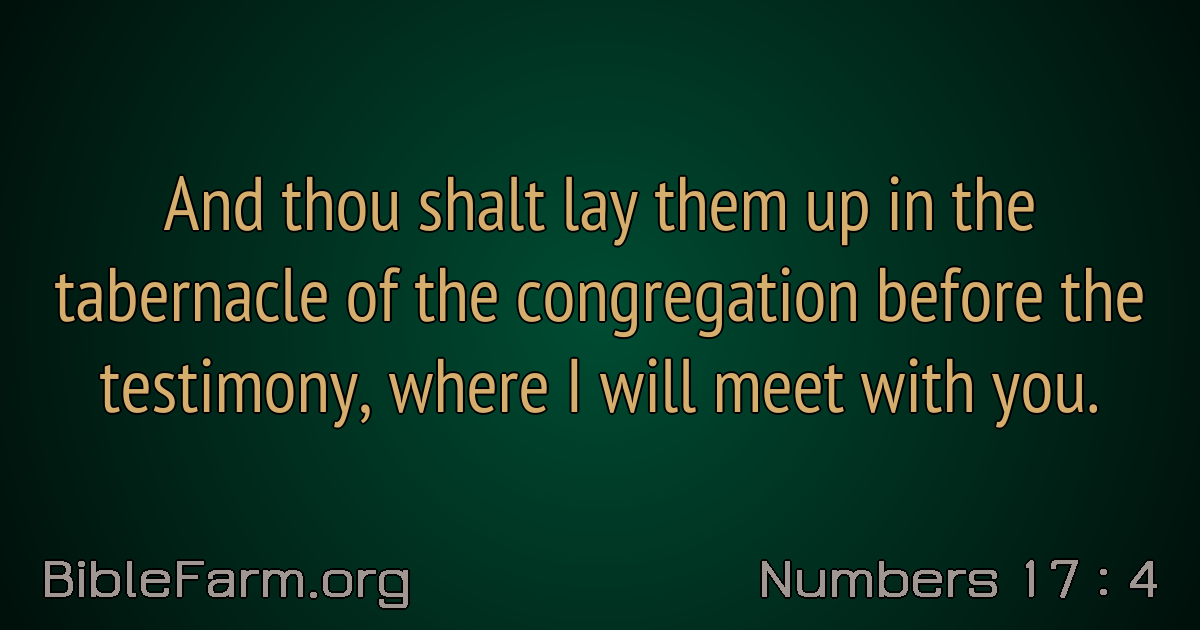 And thou shalt lay them up in the
tabernacle of the congregation before the
testimony, where I will meet with you.
BibleFarm.org
Numbers 17 : 4